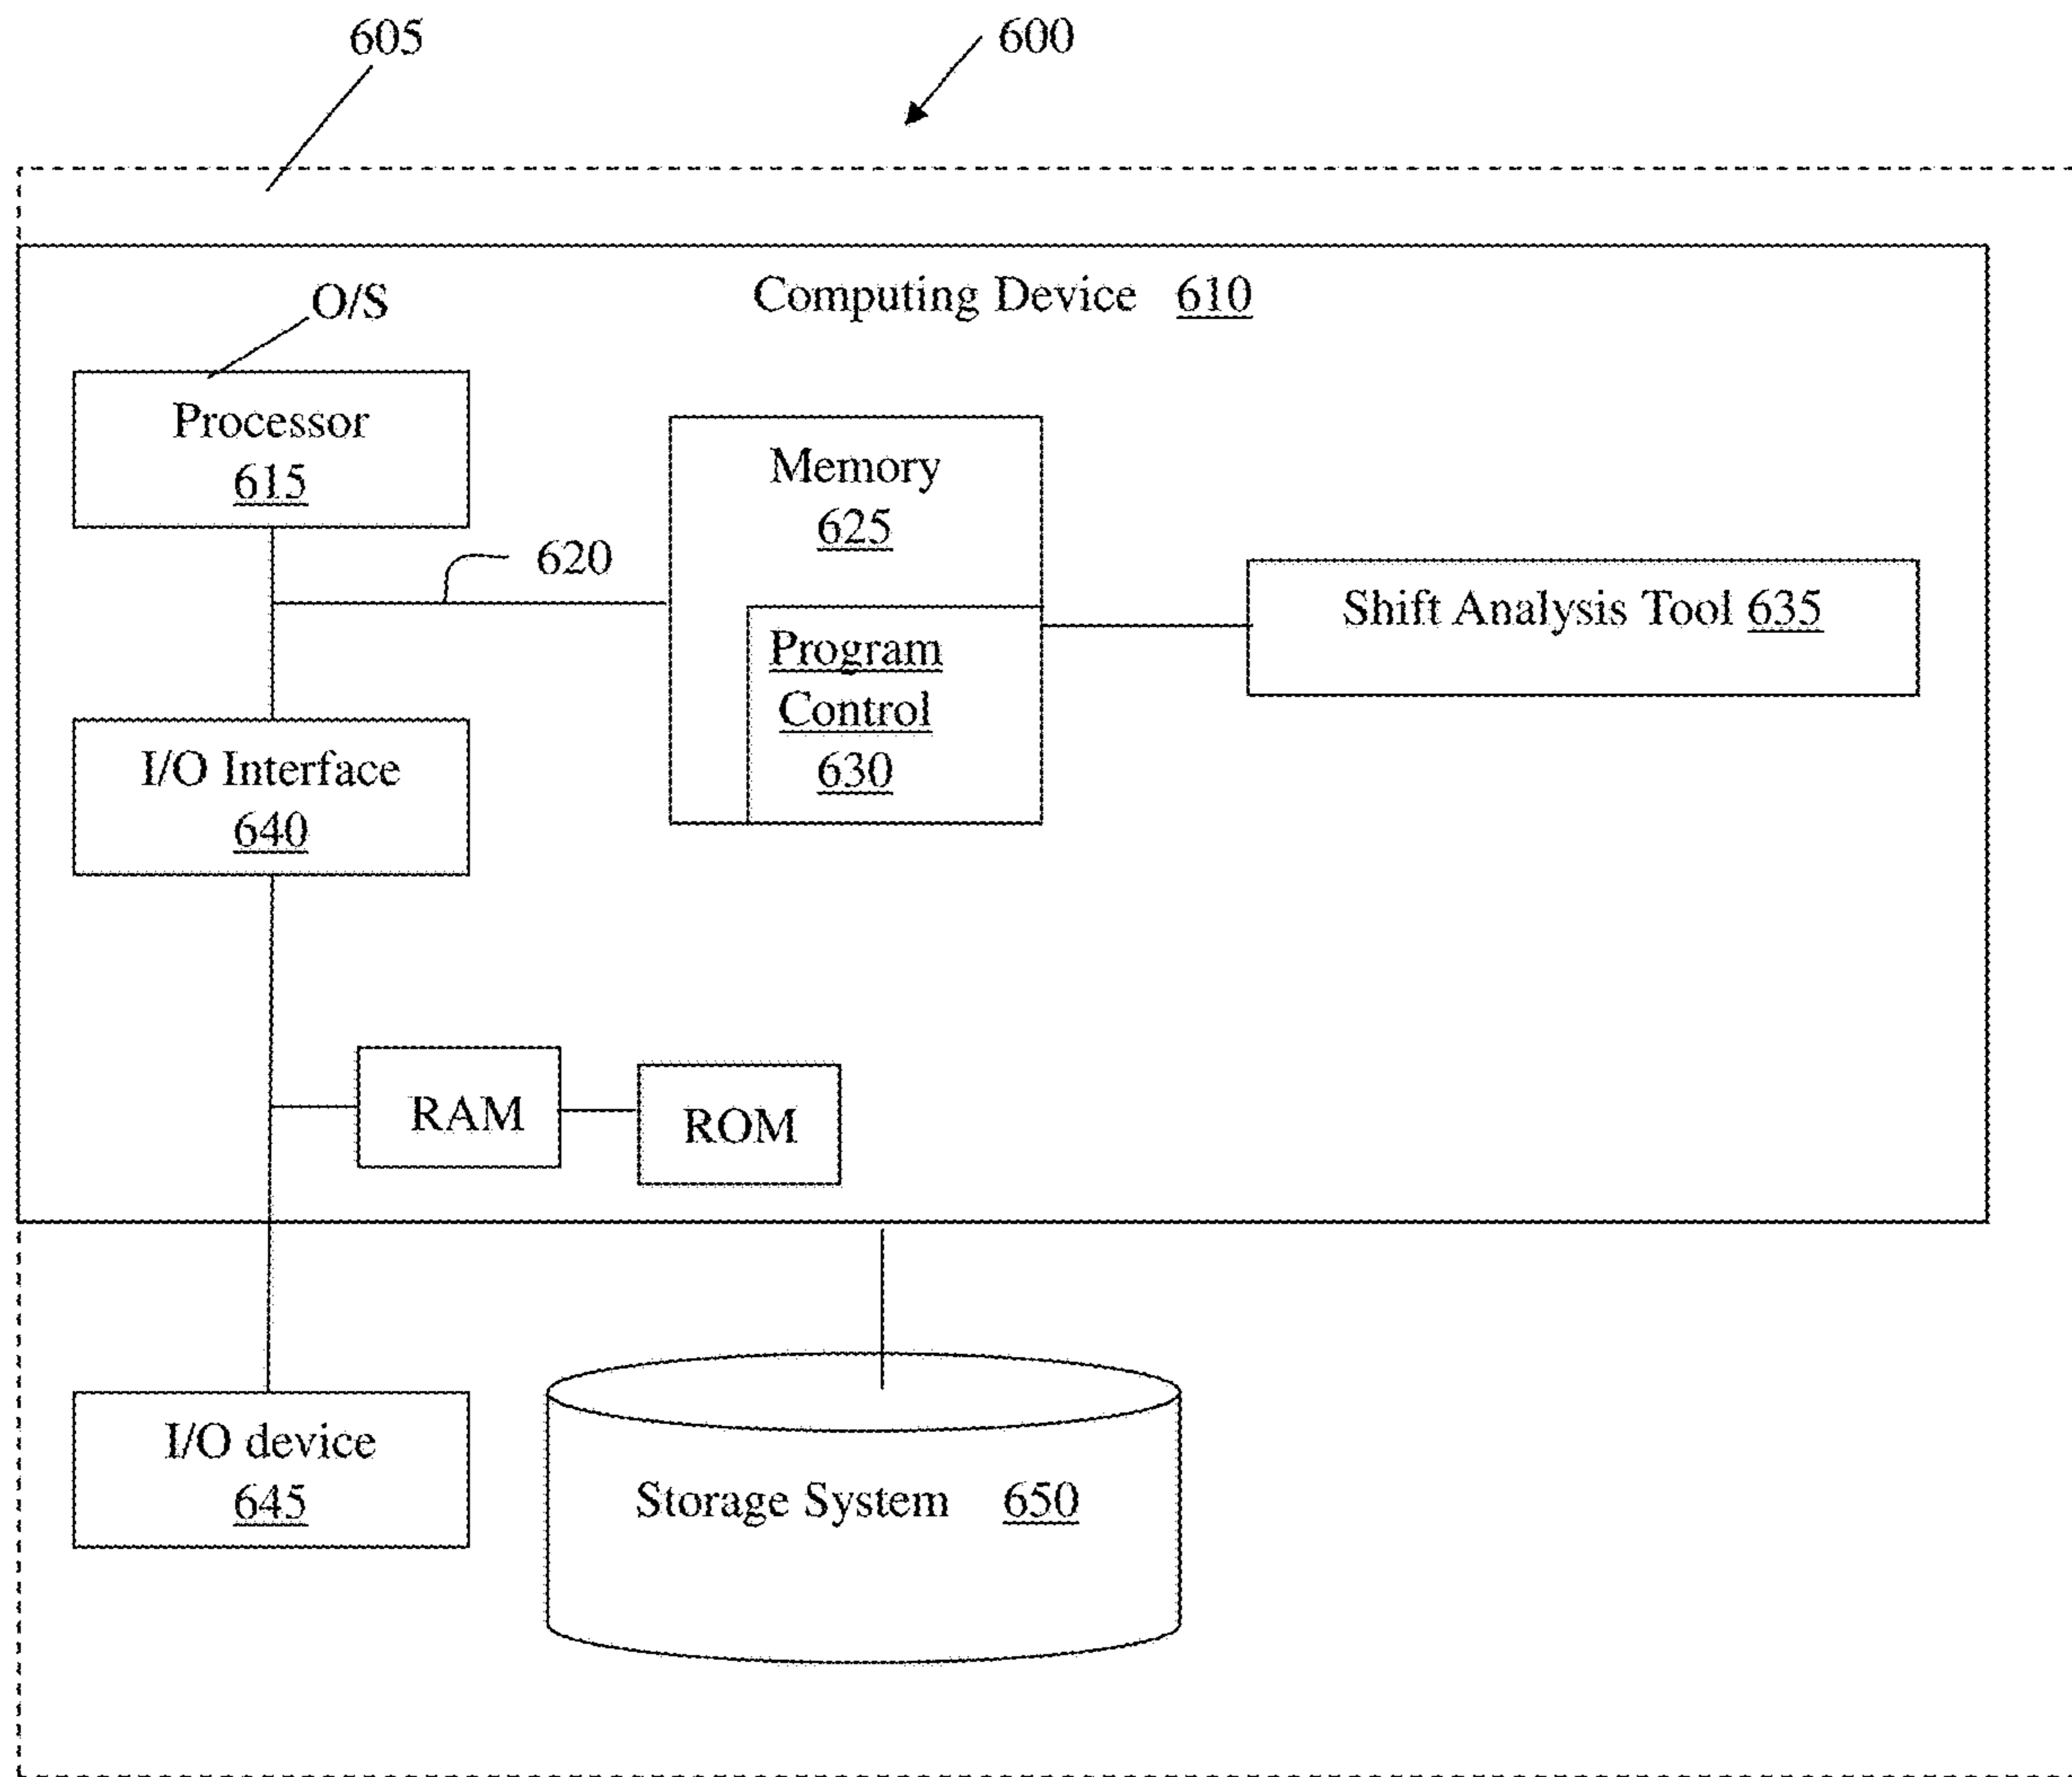 605
600
O/S
Computing Device 610
Processor
615
Memory
625
620
Shift Analysis Tool 635
Program
Control
630
I/O Interface
640
RAM
ROM
I/O device
645
Storage System 650